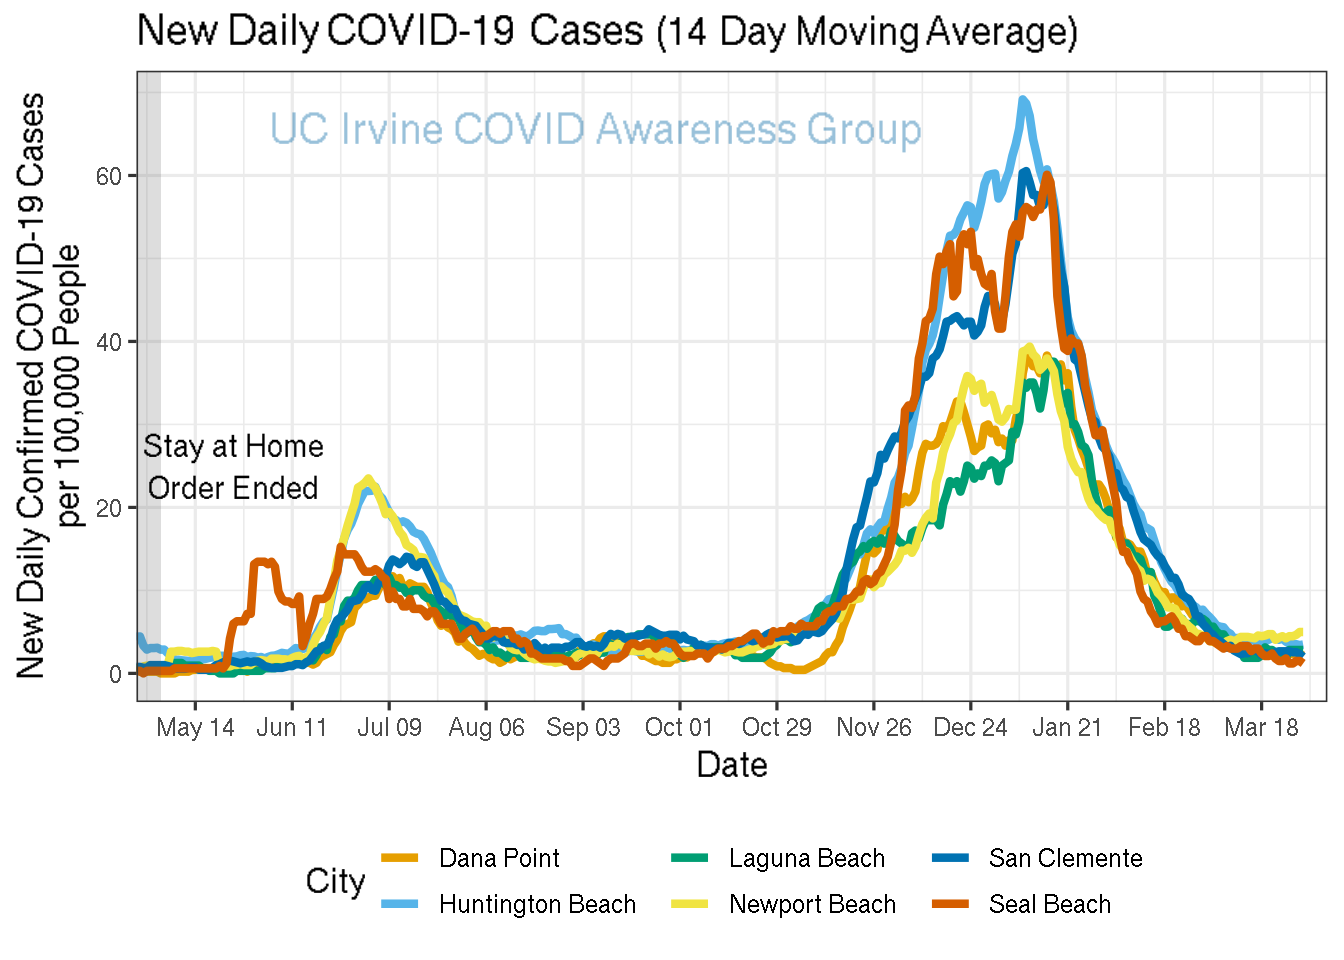 New Daily COVID-19 Cases (14 Day Moving Average)
UC Irvine COVID Awareness Group
New Daily Confirmed COVID-19 Cases
per 100,000 People
60
40
20
0
Stay at Home
Order Ended
May 14 Jun 11 Jul 09 Aug 06 Sep 03 Oct 01 Oct 29 Nov 26 Dec 24 Jan 21 Feb 18 Mar 18
Date
City
Dana Point Laguna Beach San Clemente
Huntington Beach Newport Beach Seal Beach